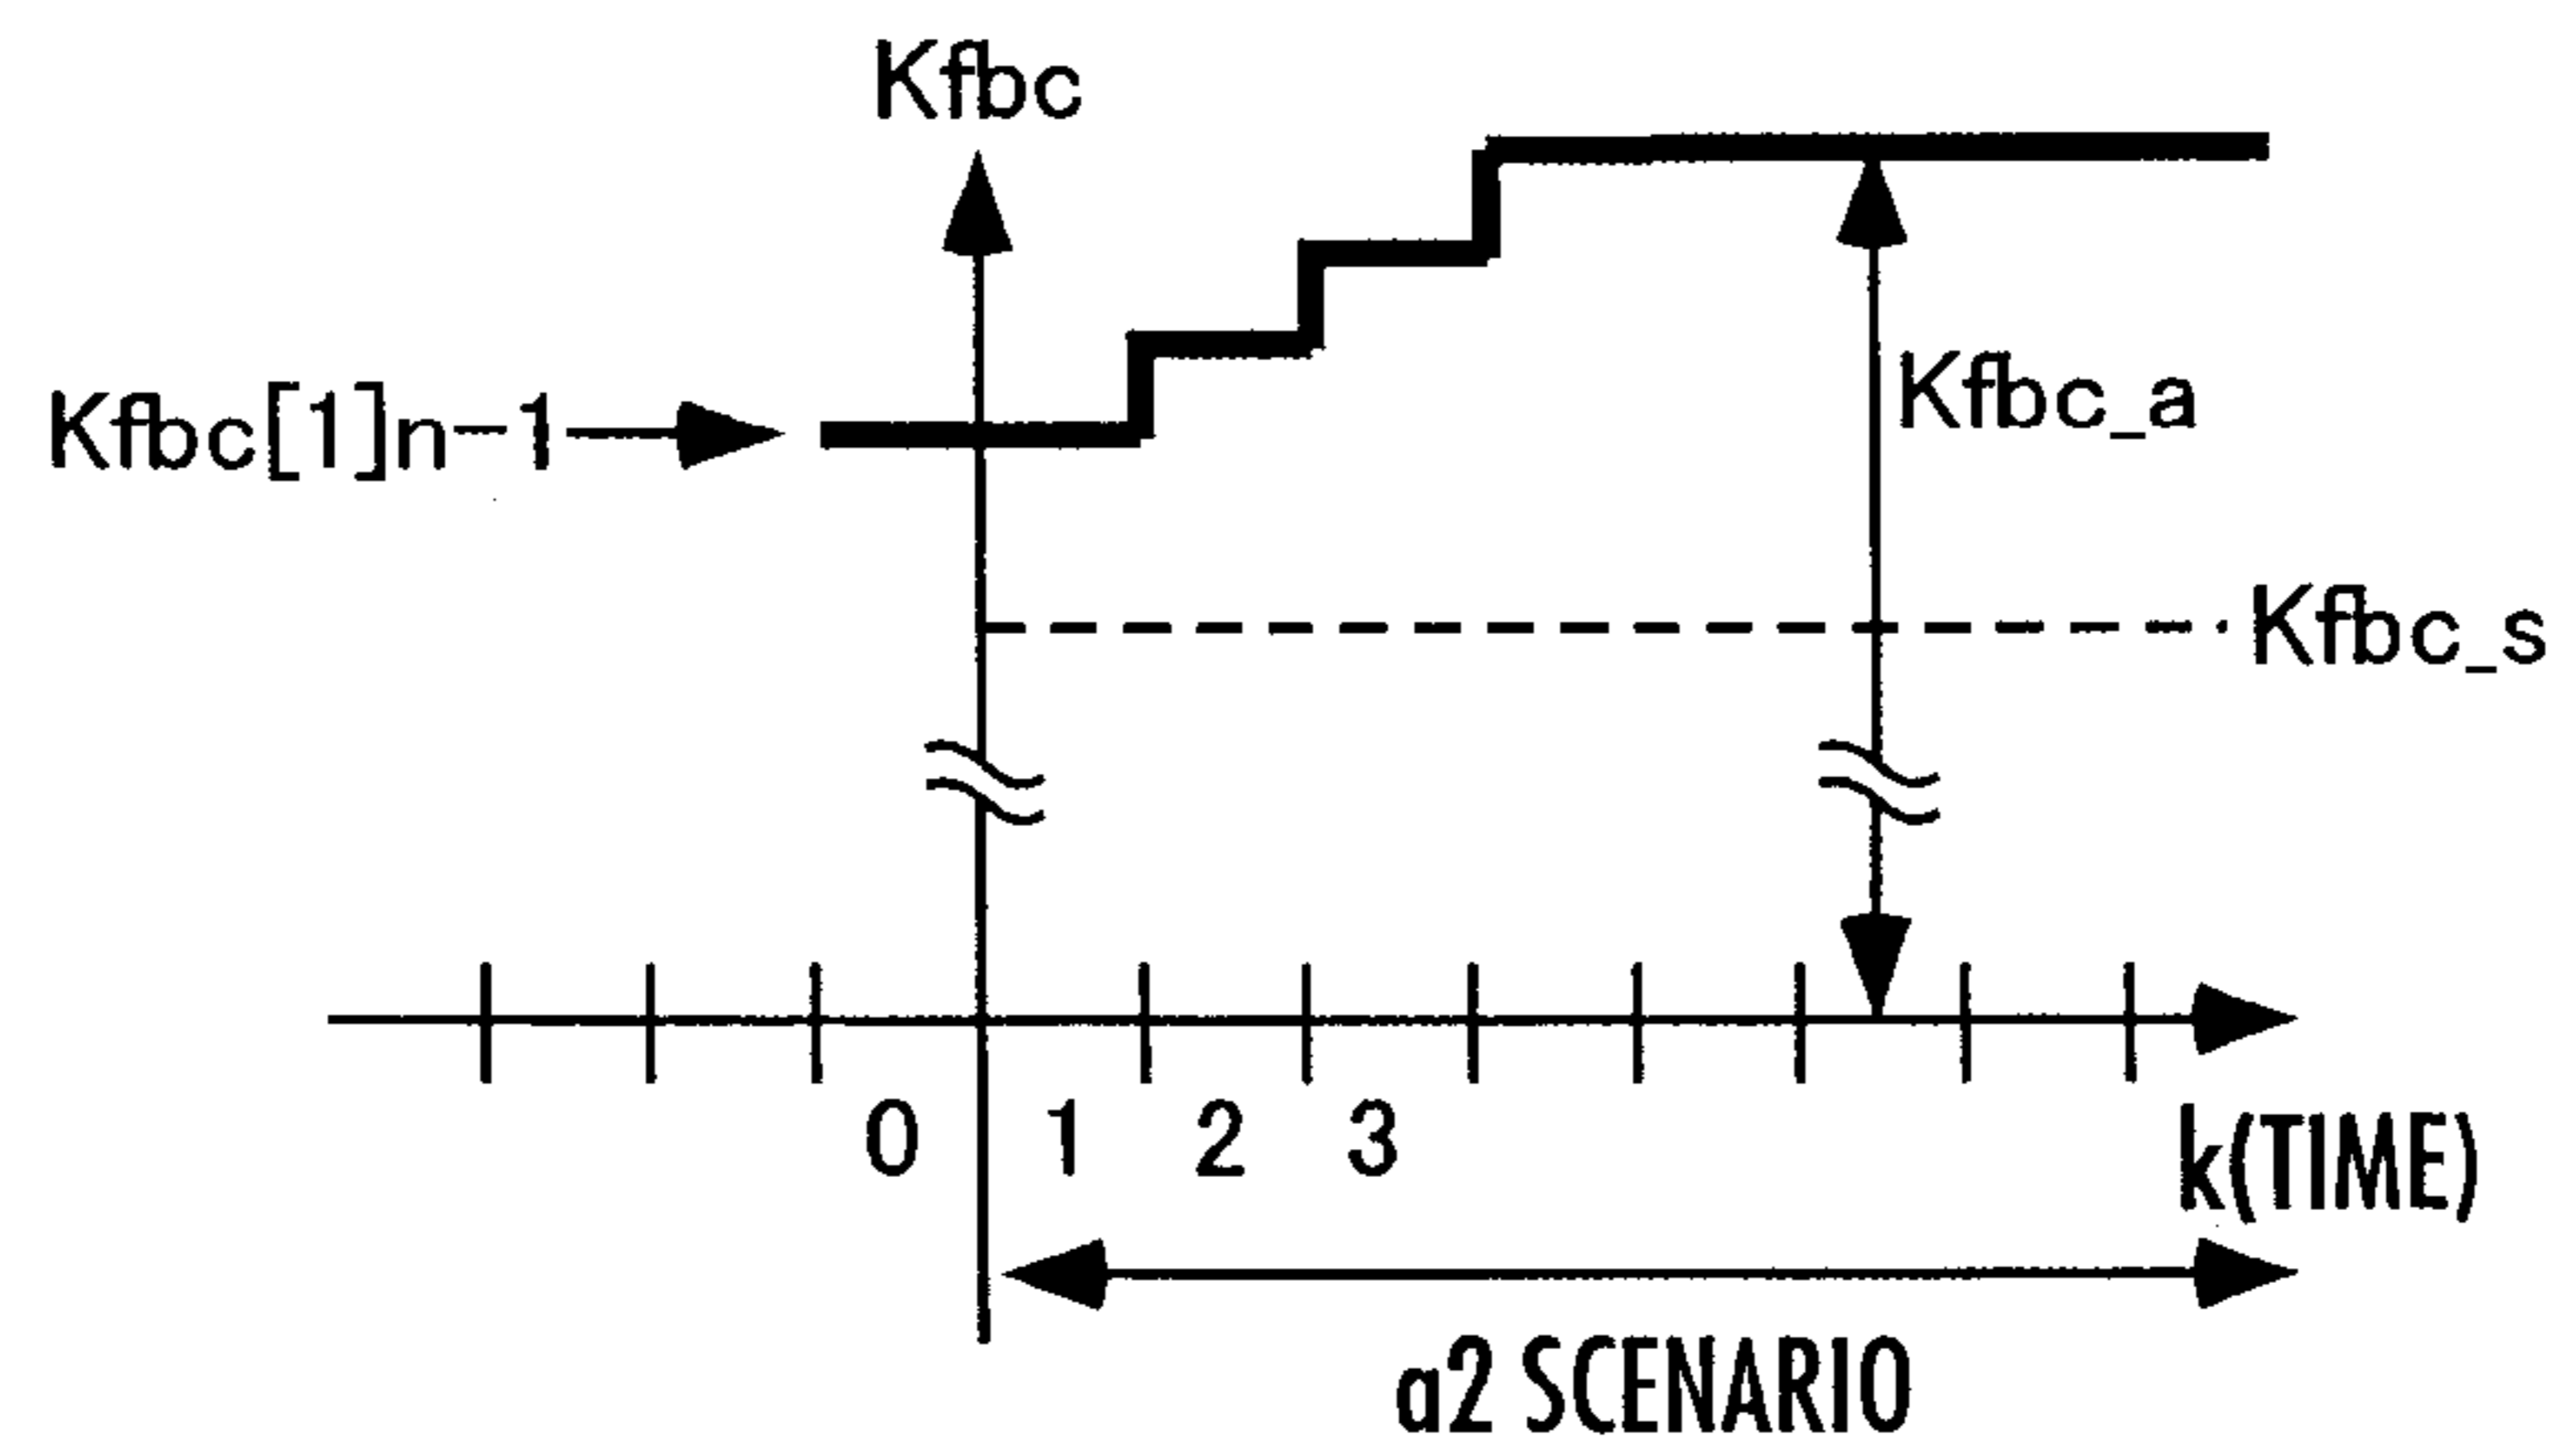 Kfbc
Kfbc[1]n-1
Kfbc_a
Kfbc_s
0 1 2 3
k(TIME)
a2 SCENARIO